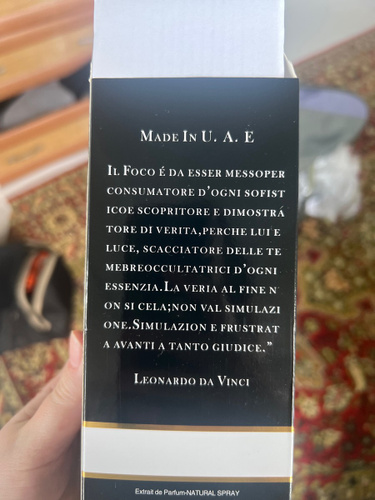 MADE IN U. A. E
IL FOCO É DA ESSER MESSOPER
CONSUMATORE D'OGNI SOFIST
ICOE SCOPRITORE E DIMOSTRÁ
TORE DI VERITA,PERCHE LUI E
LUCE, SCACCIATORE DELLE TE
MEBREOCCULTATRICI D'OGNI
ESSENZIA.LA VERIA AL FINE N
ON SI CELA;NON VAL SIMULAZI
ONE.SIMULAZION E FRUSTRAT
A AVANTI A TANTO GIUDICE."
LEONARDO DA VINCI
Extrait de Parfum-NATURAL SPRAY